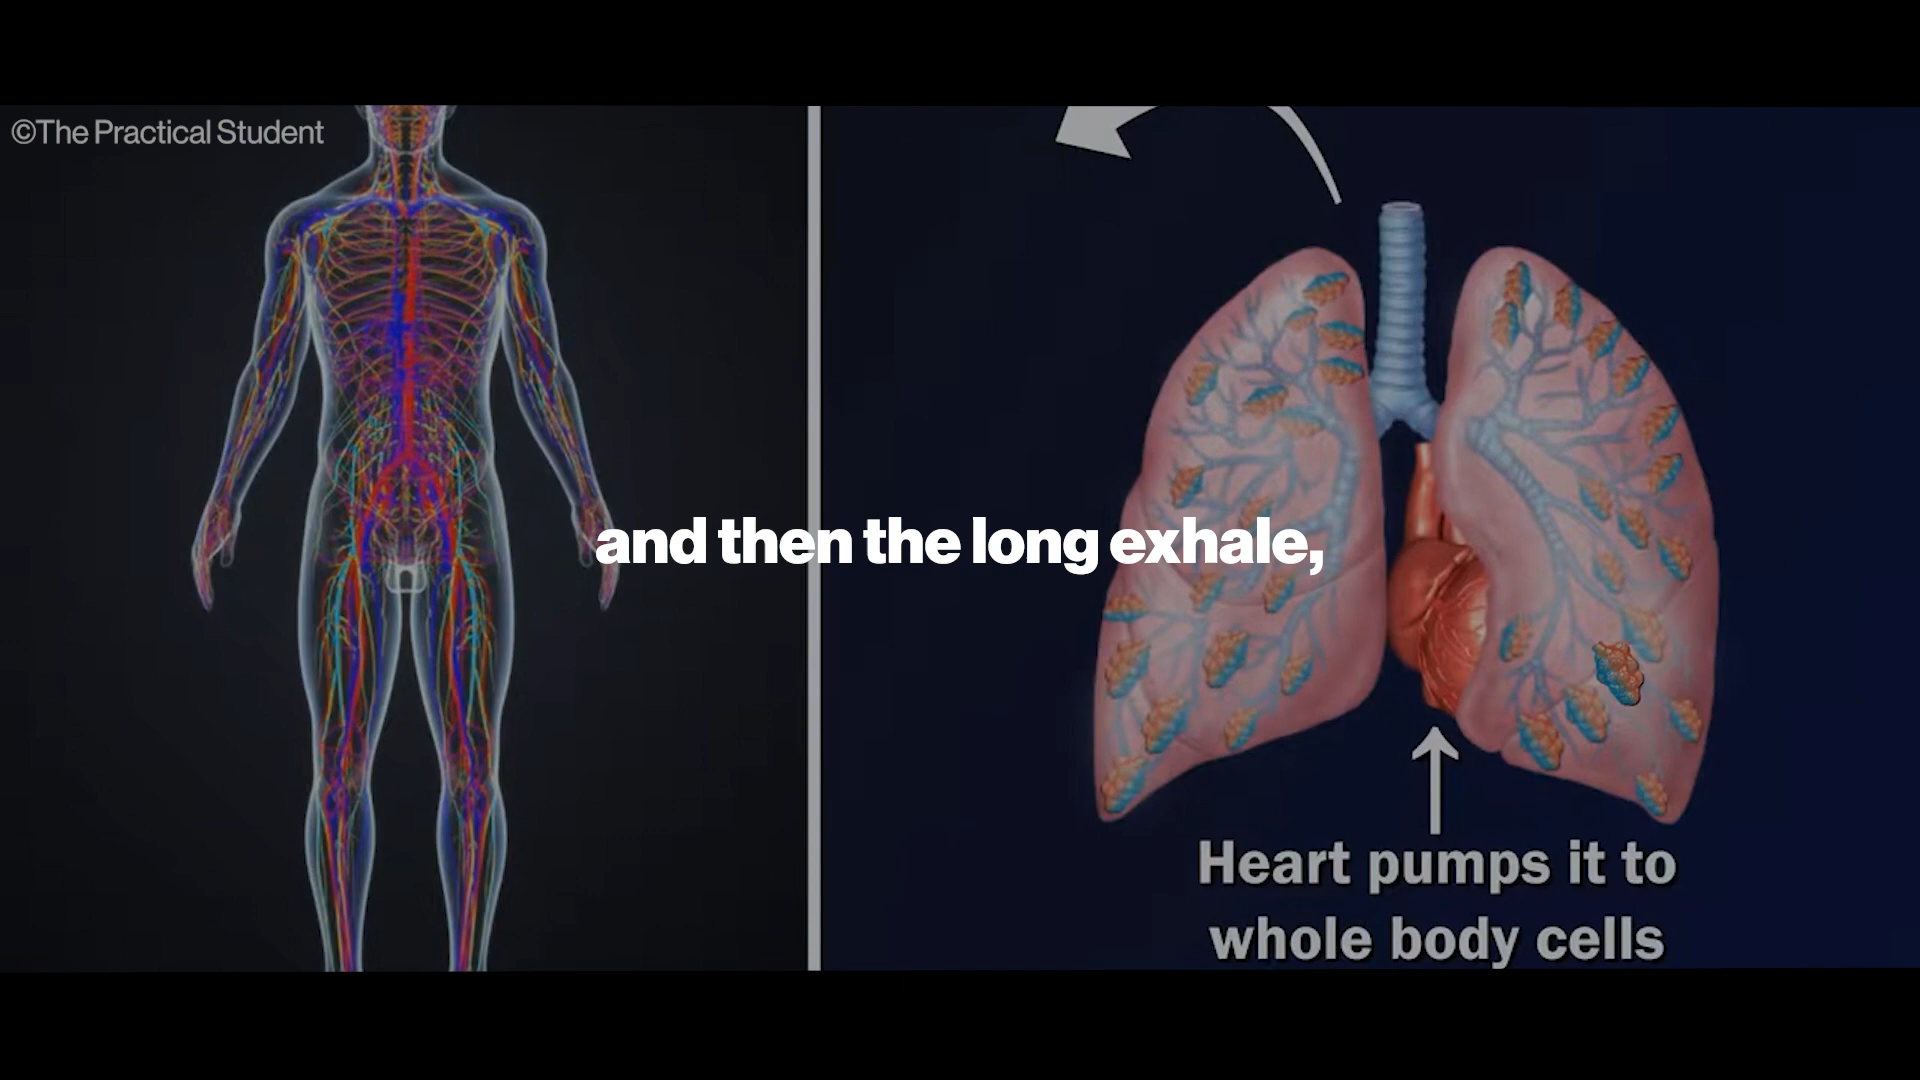 ©The Practical Student
and then the long exhale,
Heart pumps it to
whole body cells